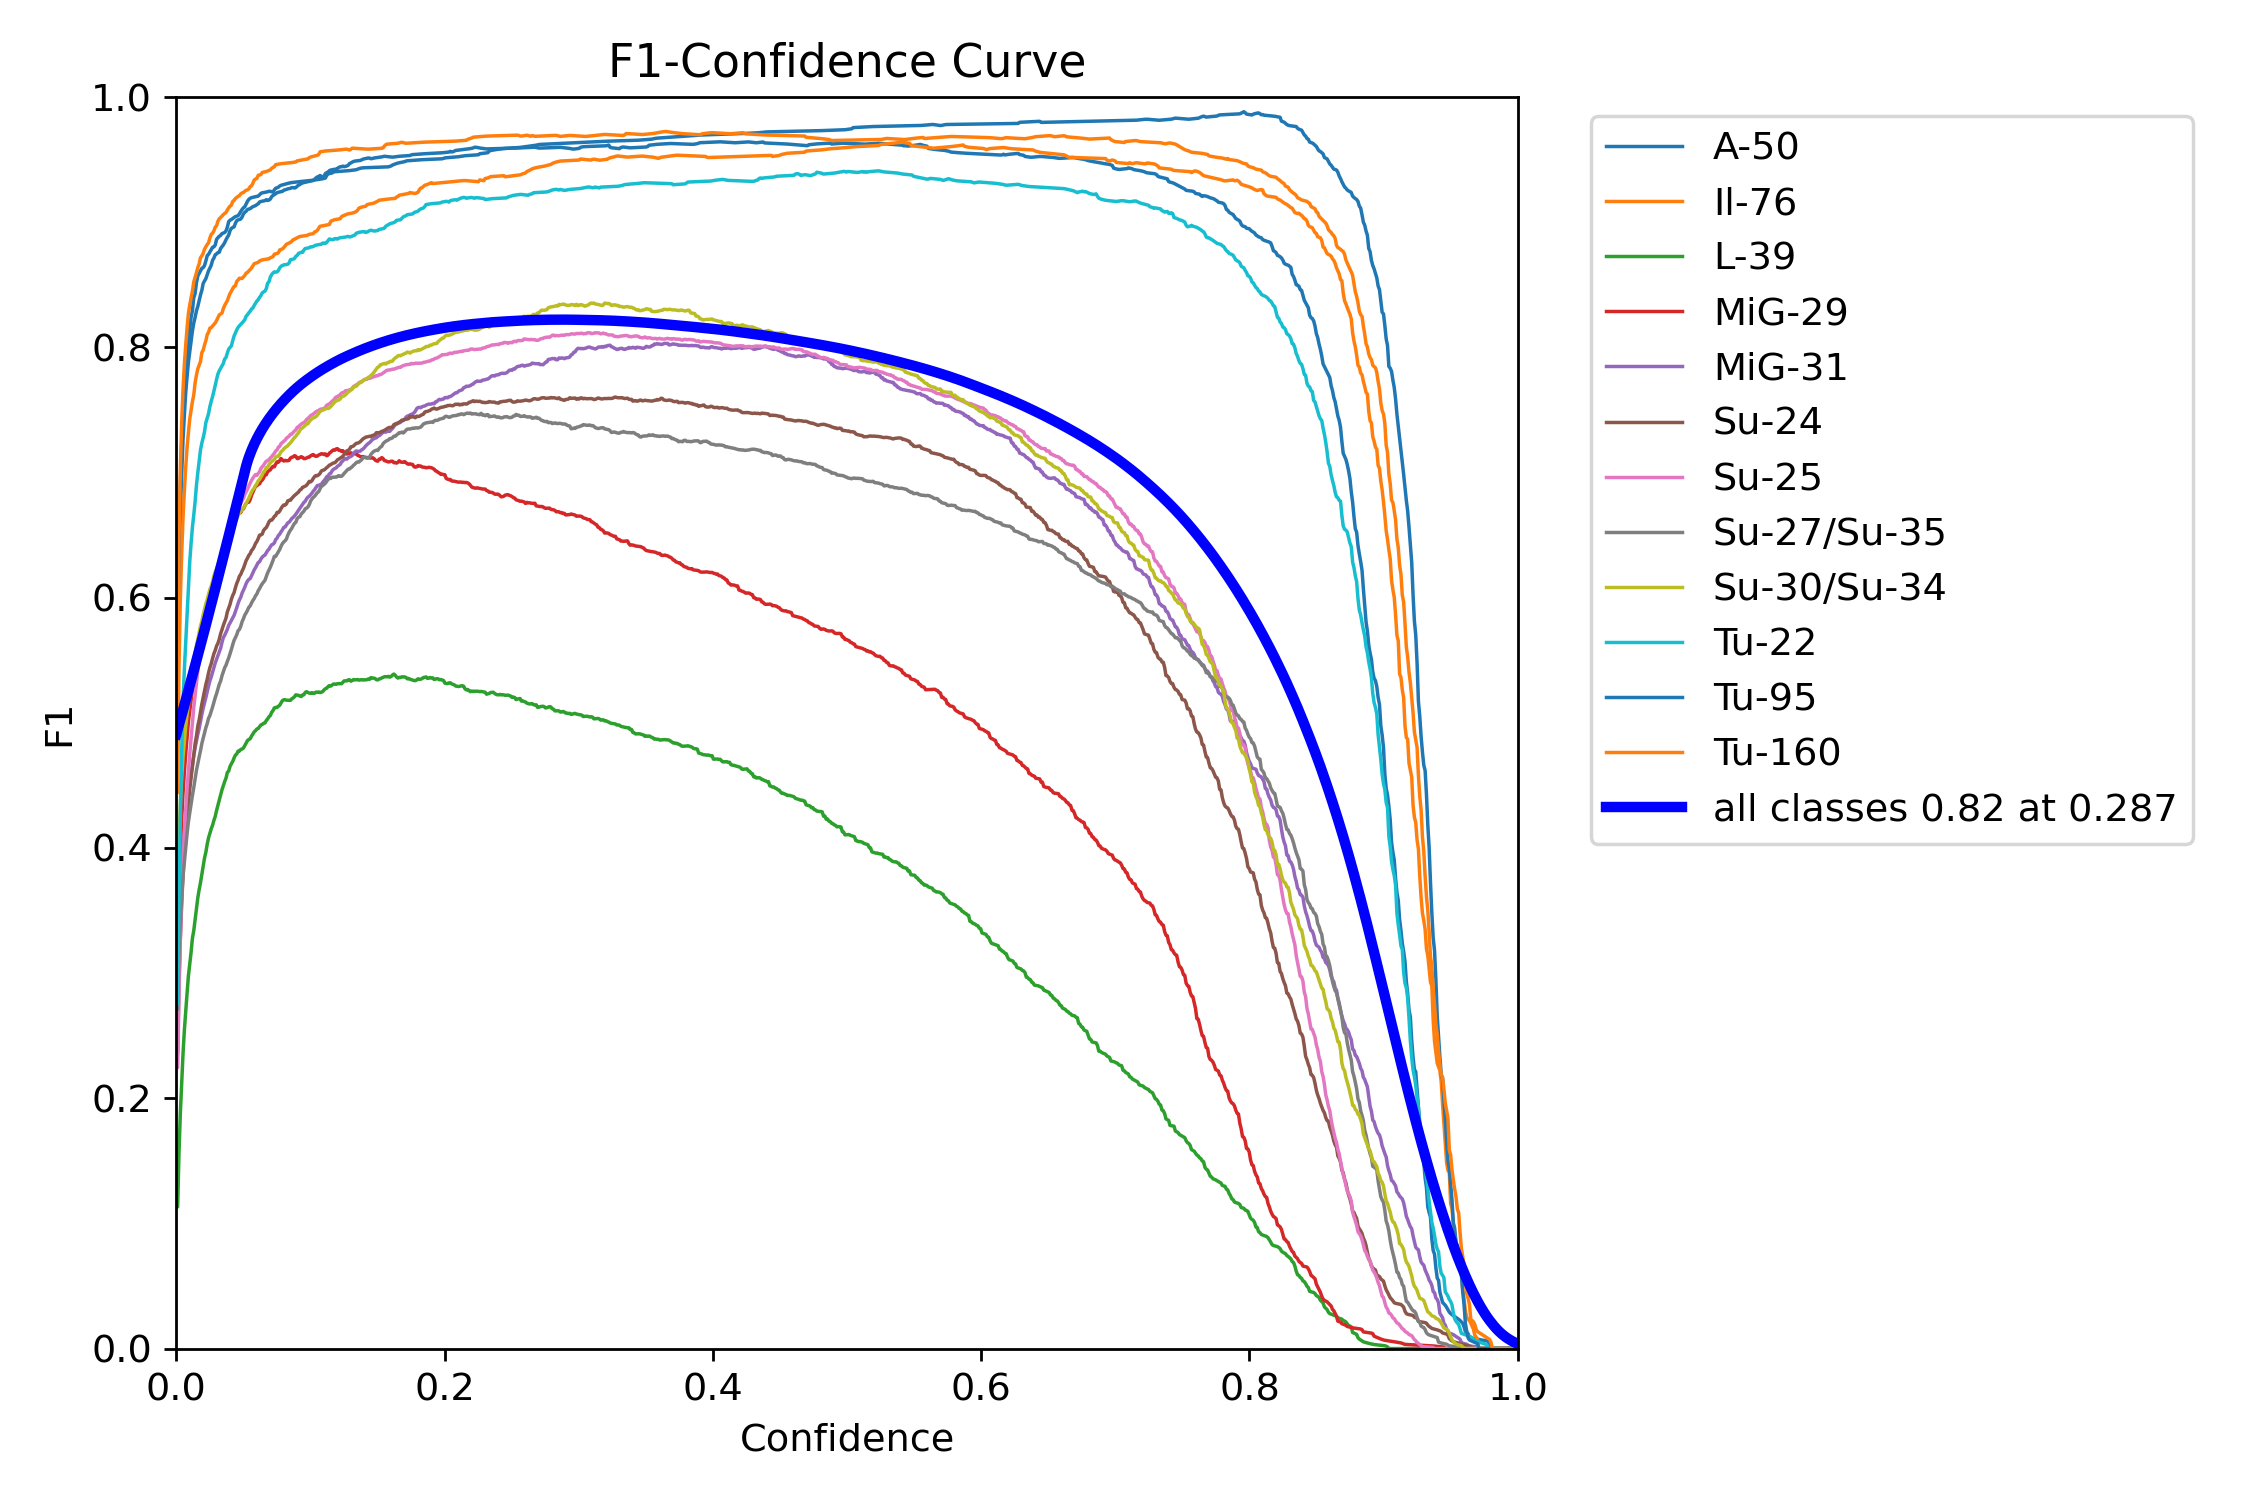 F1-Confidence Curve
1.0
0.8
0.6
0.4
0.2
0.0
F1
0.0 0.2 0.4 0.6 0.8 1.0
Confidence
A-50
Il-76
L-39
MiG-29
MiG-31
Su-24
Su-25
Su-27/Su-35
Su-30/Su-34
Tu-22
Tu-95
Tu-160
all classes 0.82 at 0.287